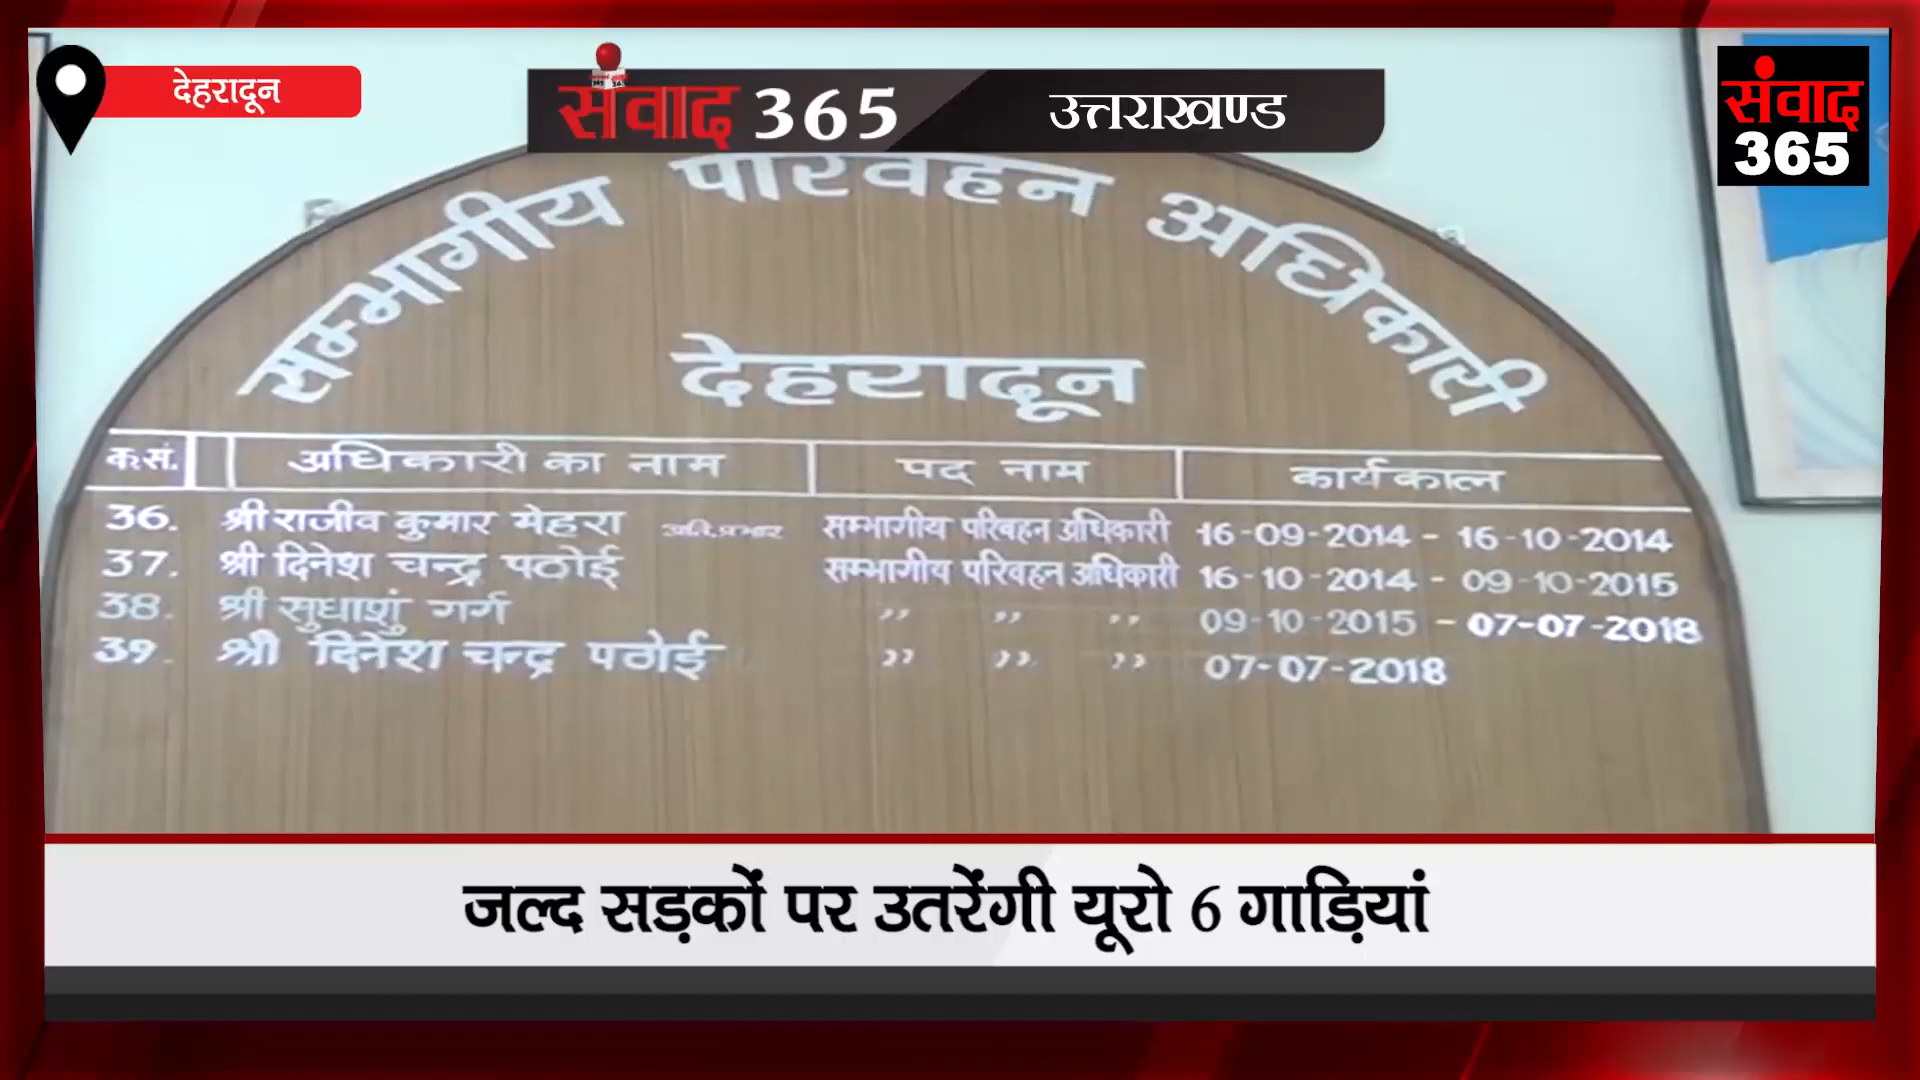 देहरादून
संवाद 365 उत्तराखण्ड
संवाद
365
सम्भागीय परिवहन अधिकारी
देहरादून
क्र.सं. अधिकारी का नाम पद नाम कार्यकाल
36. श्री राजीव कुमार मेहरा अति.प्रभार सम्भागीय परिवहन अधिकारी 16-09-2014 - 16-10-2014
37. श्री दिनेश चन्द्र पठोई सम्भागीय परिवहन अधिकारी 16-10-2014 - 09-10-2015
38. श्री सुधाशुं गर्ग ,, ,, ,, 09-10-2015 - 07-07-2018
39. श्री दिनेश चन्द्र पठोई ,, ,, ,, 07-07-2018
जल्द सड़कों पर उतरेंगी यूरो 6 गाड़ियां